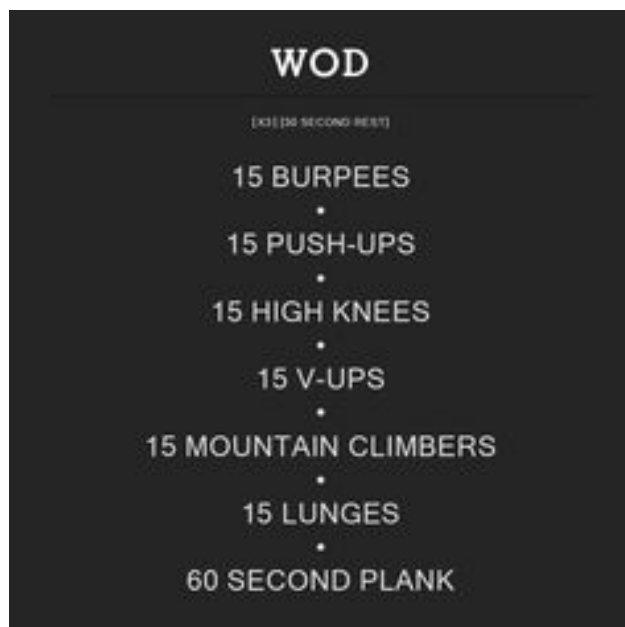 WOD
[X3] [30 SECOND REST]
15 BURPEES
•
15 PUSH-UPS
•
15 HIGH KNEES
•
15 V-UPS
•
15 MOUNTAIN CLIMBERS
•
15 LUNGES
•
60 SECOND PLANK